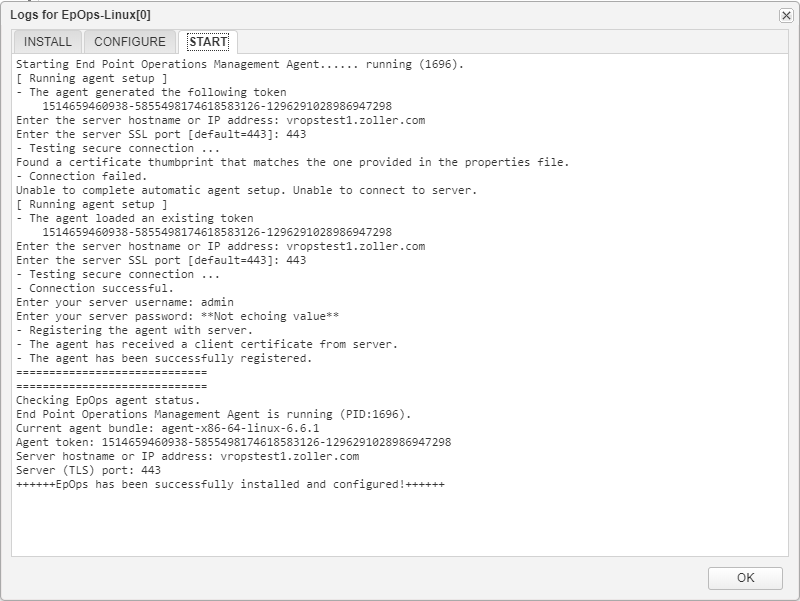 Logs for EpOps-Linux[0]
INSTALL CONFIGURE START
Starting End Point Operations Management Agent...... running (1696).
[ Running agent setup ]
- The agent generated the following token
1514659460938-5855498174618583126-1296291028986947298
Enter the server hostname or IP address: vropstest1.zoller.com
Enter the server SSL port [default=443]: 443
- Testing secure connection ...
Found a certificate thumbprint that matches the one provided in the properties file.
- Connection failed.
Unable to complete automatic agent setup. Unable to connect to server.
[ Running agent setup ]
- The agent loaded an existing token
1514659460938-5855498174618583126-1296291028986947298
Enter the server hostname or IP address: vropstest1.zoller.com
Enter the server SSL port [default=443]: 443
- Testing secure connection ...
- Connection successful.
Enter your server username: admin
Enter your server password: **Not echoing value**
- Registering the agent with server.
- The agent has received a client certificate from server.
- The agent has been successfully registered.
=============================
=============================
Checking EpOps agent status.
End Point Operations Management Agent is running (PID:1696).
Current agent bundle: agent-x86-64-linux-6.6.1
Agent token: 1514659460938-5855498174618583126-1296291028986947298
Server hostname or IP address: vropstest1.zoller.com
Server (TLS) port: 443
++++++EpOps has been successfully installed and configured!++++++
OK